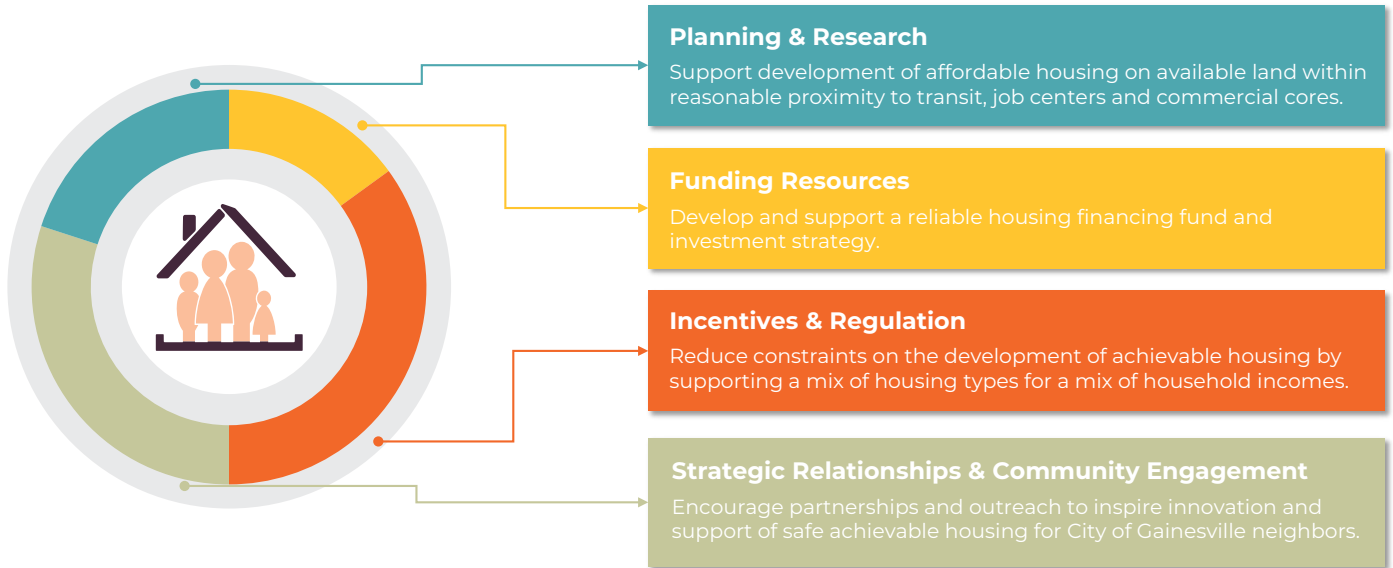 Planning & Research
Support development of affordable housing on available land within
reasonable proximity to transit, job centers and commercial cores.
Funding Resources
Develop and support a reliable housing financing fund and
investment strategy.
Incentives & Regulation
Reduce constraints on the development of achievable housing by
supporting a mix of housing types for a mix of household incomes.
Strategic Relationships & Community Engagement
Encourage partnerships and outreach to inspire innovation and
support of safe achievable housing for City of Gainesville neighbors.